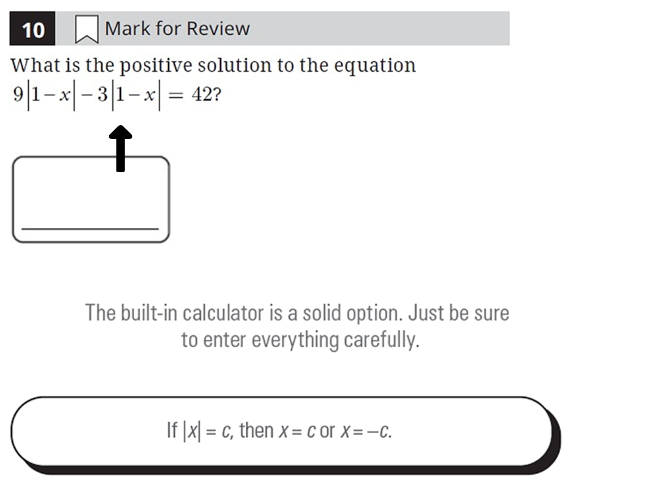 10 Mark for Review
What is the positive solution to the equation
9|1 – x| – 3|1 – x| = 42?
The built-in calculator is a solid option. Just be sure
to enter everything carefully.
If |x| = c, then x = c or x = –c.